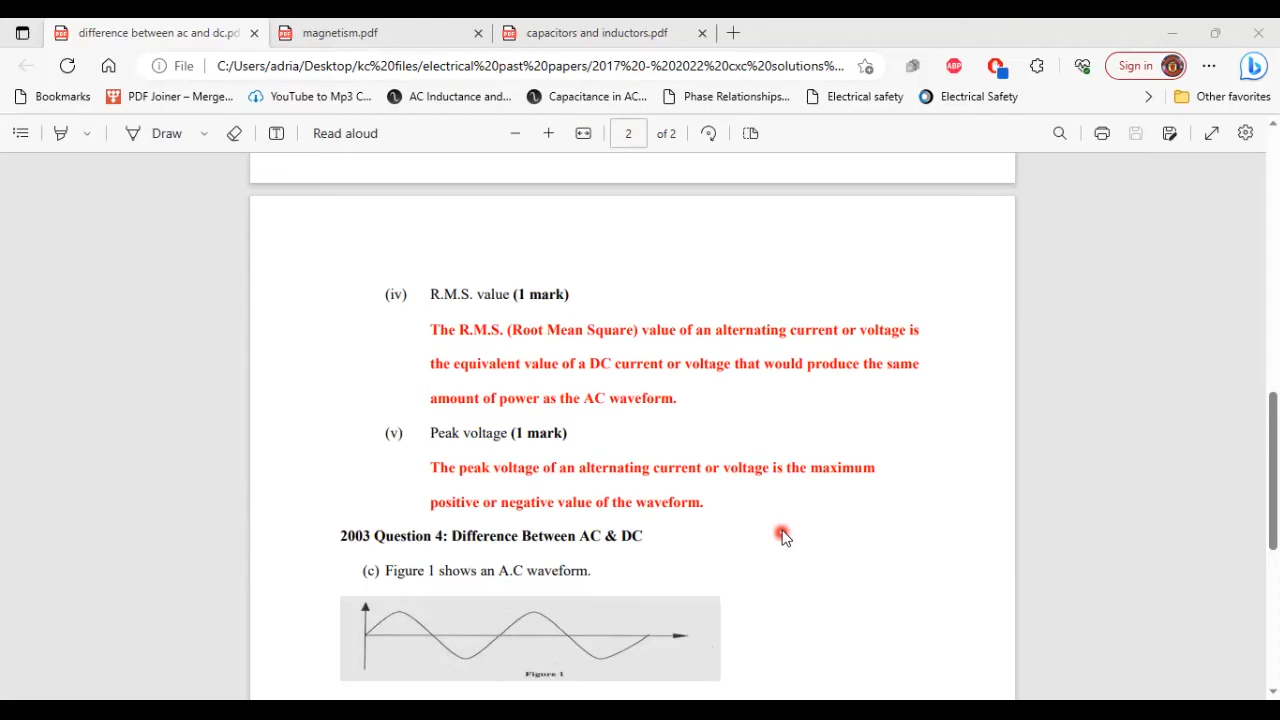 difference between ac and dc.pd
magnetism.pdf
capacitors and inductors.pdf
File
C:/Users/adria/Desktop/kc%20files/electrical%20past%20papers/2017%20-%202022%20cxc%20solutions%...
ABP
Sign in
Bookmarks
PDF Joiner – Merge...
YouTube to Mp3 C...
AC Inductance and...
Capacitance in AC...
Phase Relationships...
Electrical safety
Electrical Safety
Other favorites
Draw
Read aloud
2
of 2
(iv) R.M.S. value (1 mark)
The R.M.S. (Root Mean Square) value of an alternating current or voltage is
the equivalent value of a DC current or voltage that would produce the same
amount of power as the AC waveform.
(v) Peak voltage (1 mark)
The peak voltage of an alternating current or voltage is the maximum
positive or negative value of the waveform.
2003 Question 4: Difference Between AC & DC
(c) Figure 1 shows an A.C waveform.
Figure 1